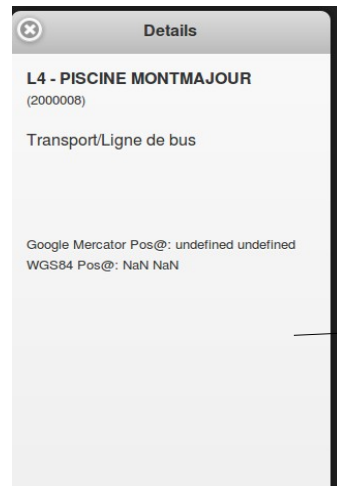 Details
L4 - PISCINE MONTMAJOUR
(2000008)
Transport/Ligne de bus
Google Mercator Pos@: undefined undefined
WGS84 Pos@: NaN NaN